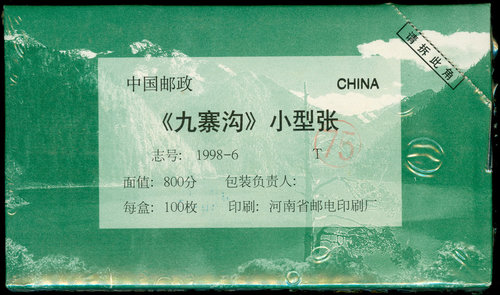 请拆此角
中国邮政 CHINA
《九寨沟》小型张
志号: 1998-6 T
75
面值: 800分 包装负责人:
每盒: 100枚 印刷: 河南省邮电印刷厂